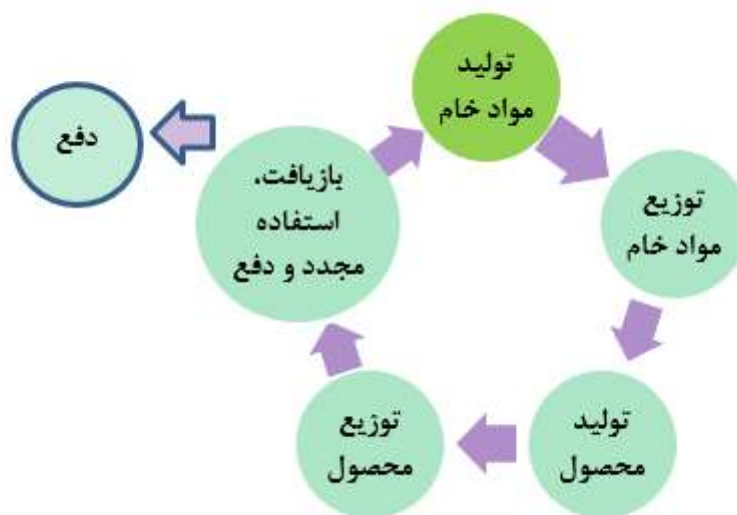 تولید
مواد خام
توزیع
مواد خام
تولید
محصول
توزیع
محصول
بازیافت،
استفاده
مجدد و دفع
دفع